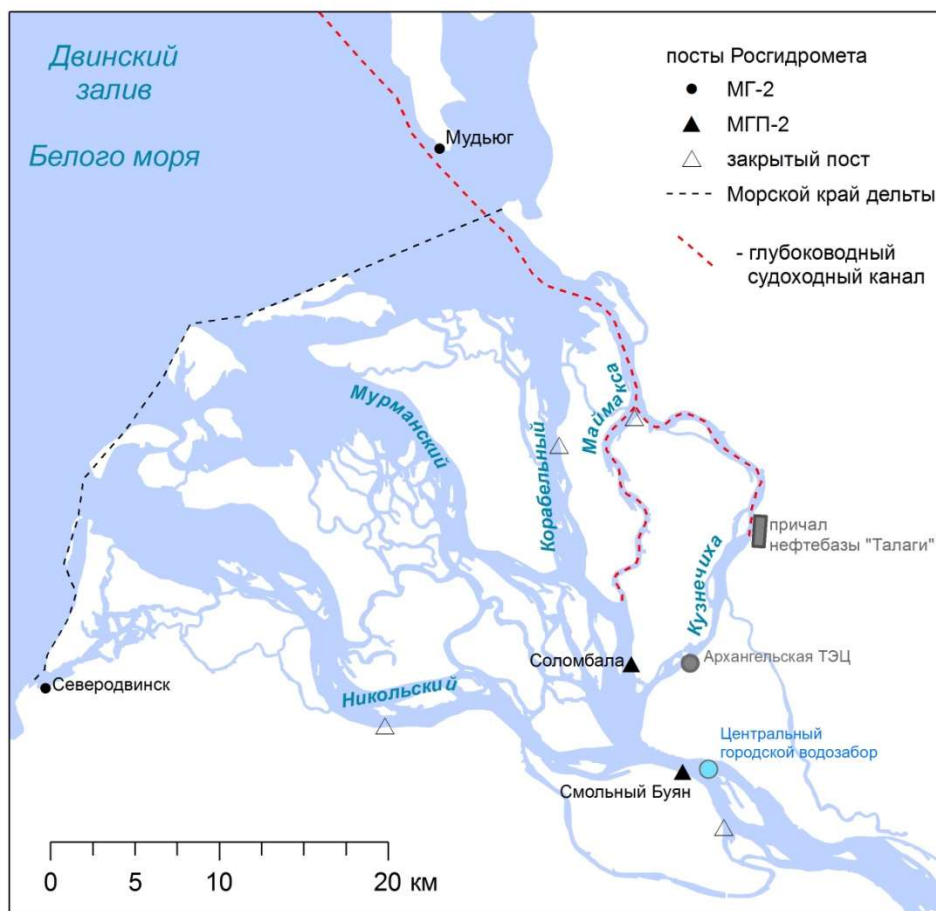 Двинский
залив
Белого моря
посты Росгидромета
МГ-2
МГП-2
закрытый пост
Морской край дельты
- глубоководный
судоходный канал
Мудьюг
Мурманский
Корабельный
Маймакса
Кузнечиха
причал
нефтебазы "Талаги"
Соломбала
Архангельская ТЭЦ
Северодвинск
Никольский
Центральный
городской водозабор
Смольный Буян
0 5 10 20 км